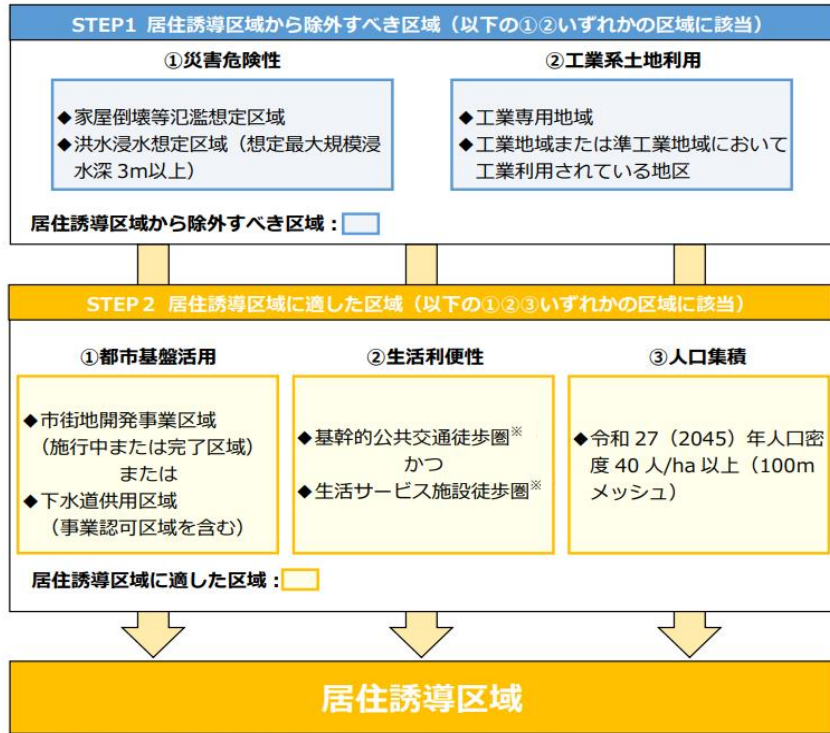 STEP1 居住誘導区域から除外すべき区域（以下の①②いずれかの区域に該当）
①災害危険性
◆家屋倒壊等氾濫想定区域
◆洪水浸水想定区域（想定最大規模浸
水深 3m以上）
②工業系土地利用
◆工業専用地域
◆工業地域または準工業地域において
工業利用されている地区
居住誘導区域から除外すべき区域：
STEP２ 居住誘導区域に適した区域（以下の①②③いずれかの区域に該当）
①都市基盤活用
◆市街地開発事業区域
（施行中または完了区域）
または
◆下水道供用区域
（事業認可区域を含む）
②生活利便性
◆基幹的公共交通徒歩圏※
かつ
◆生活サービス施設徒歩圏※
③人口集積
◆令和 27（2045）年人口密
度 40 人/ha 以上（100m
メッシュ）
居住誘導区域に適した区域：
居住誘導区域